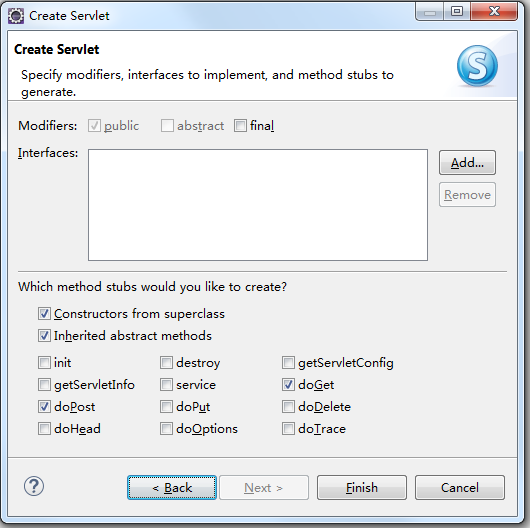 Create Servlet
Create Servlet
Specify modifiers, interfaces to implement, and method stubs to
generate.
Modifiers: public abstract final
Interfaces:
Add...
Remove
Which method stubs would you like to create?
Constructors from superclass
Inherited abstract methods
init destroy getServletConfig
getServletInfo service doGet
doPost doPut doDelete
doHead doOptions doTrace
? < Back Next > Finish Cancel